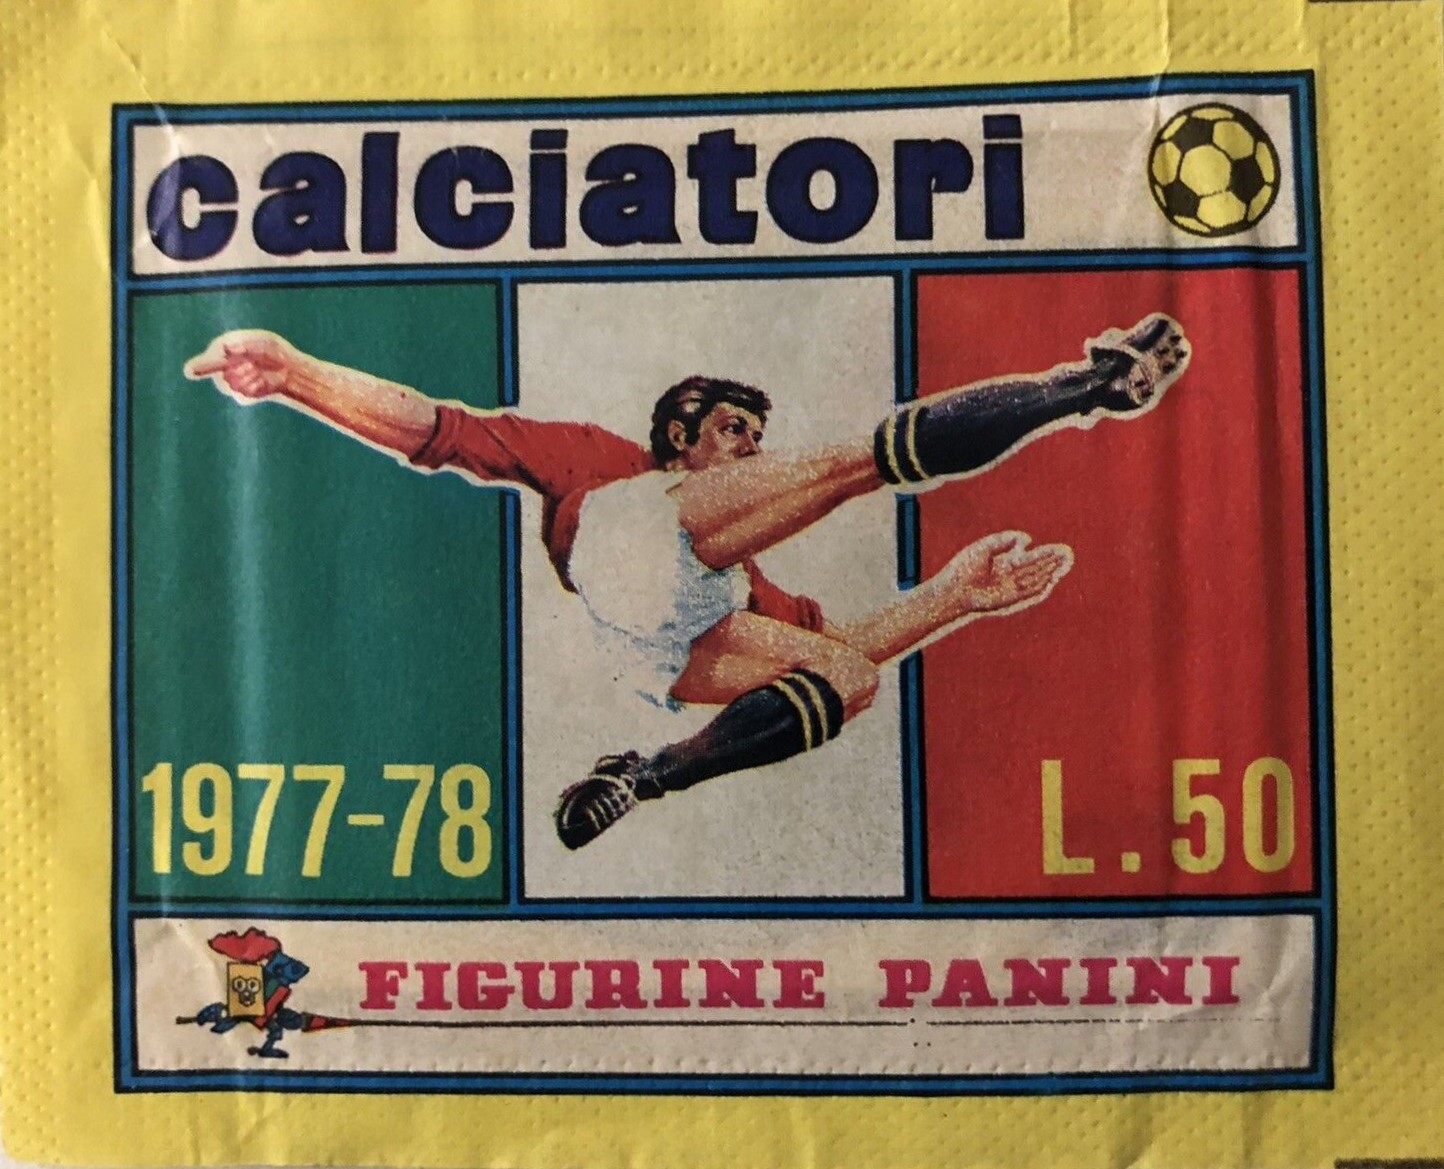 calciatori
1977-78
L.50
FIGURINE PANINI